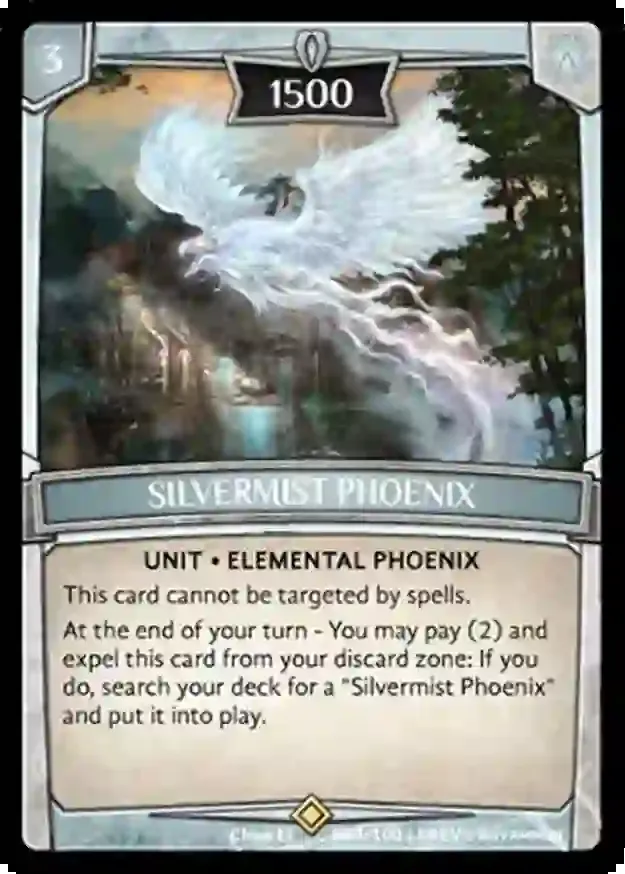 3
1500
SILVERMIST PHOENIX
UNIT • ELEMENTAL PHOENIX
This card cannot be targeted by spells.
At the end of your turn - You may pay (2) and
expel this card from your discard zone: If you
do, search your deck for a "Silvermist Phoenix"
and put it into play.